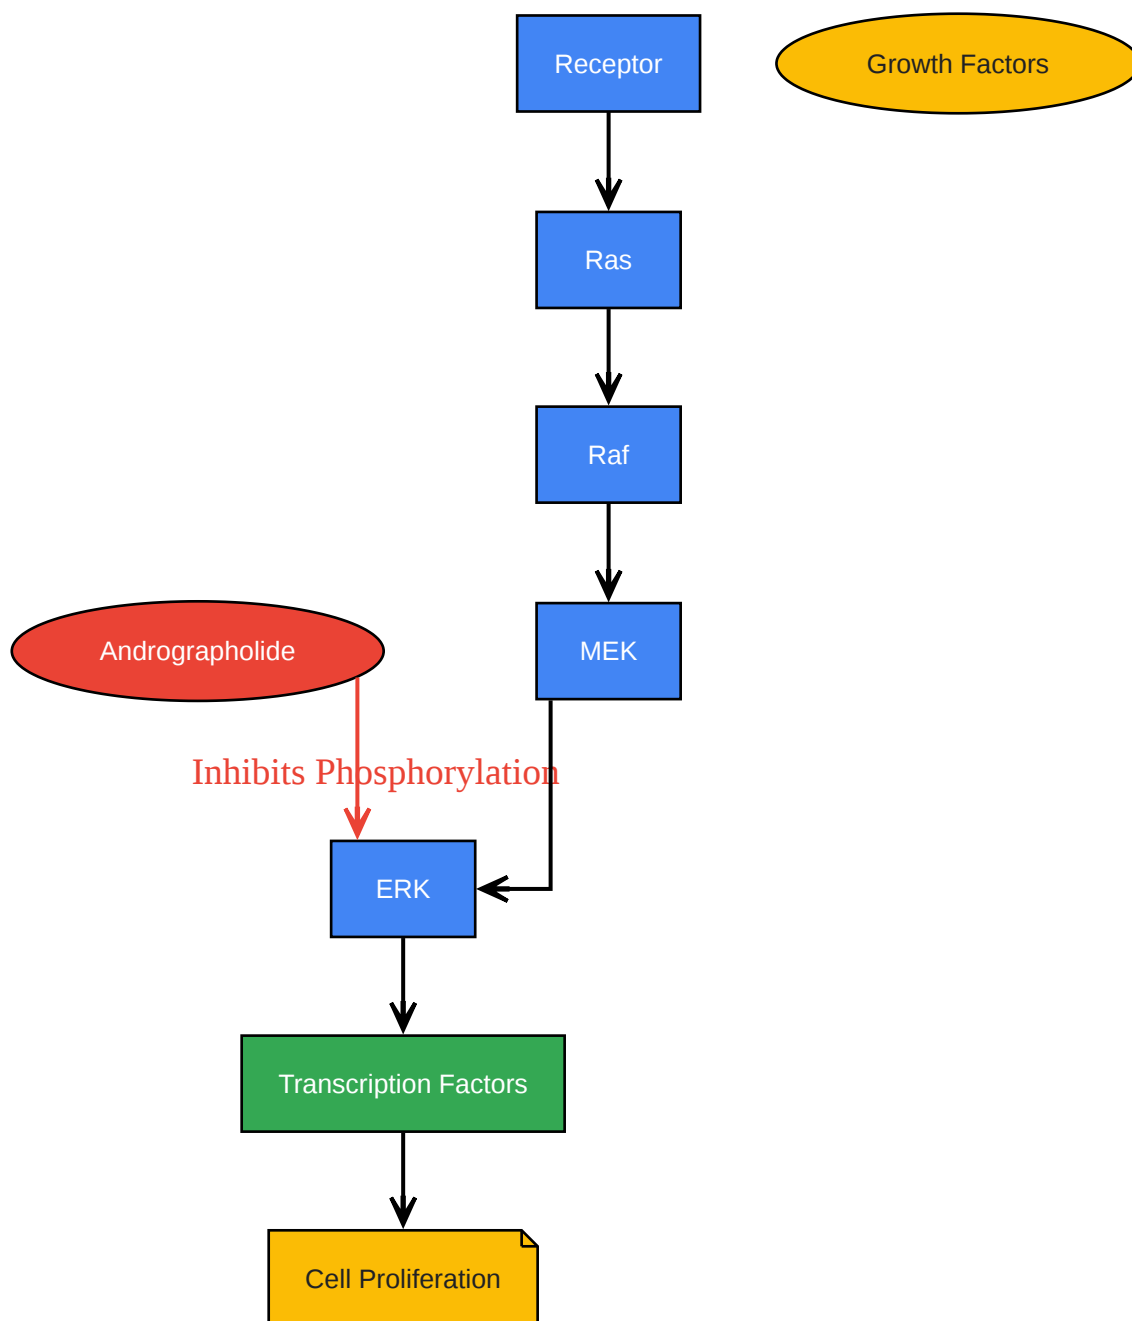 Receptor
Growth Factors
Ras
Raf
Andrographolide
MEK
Inhibits Phosphorylation
ERK
Transcription Factors
Cell Proliferation